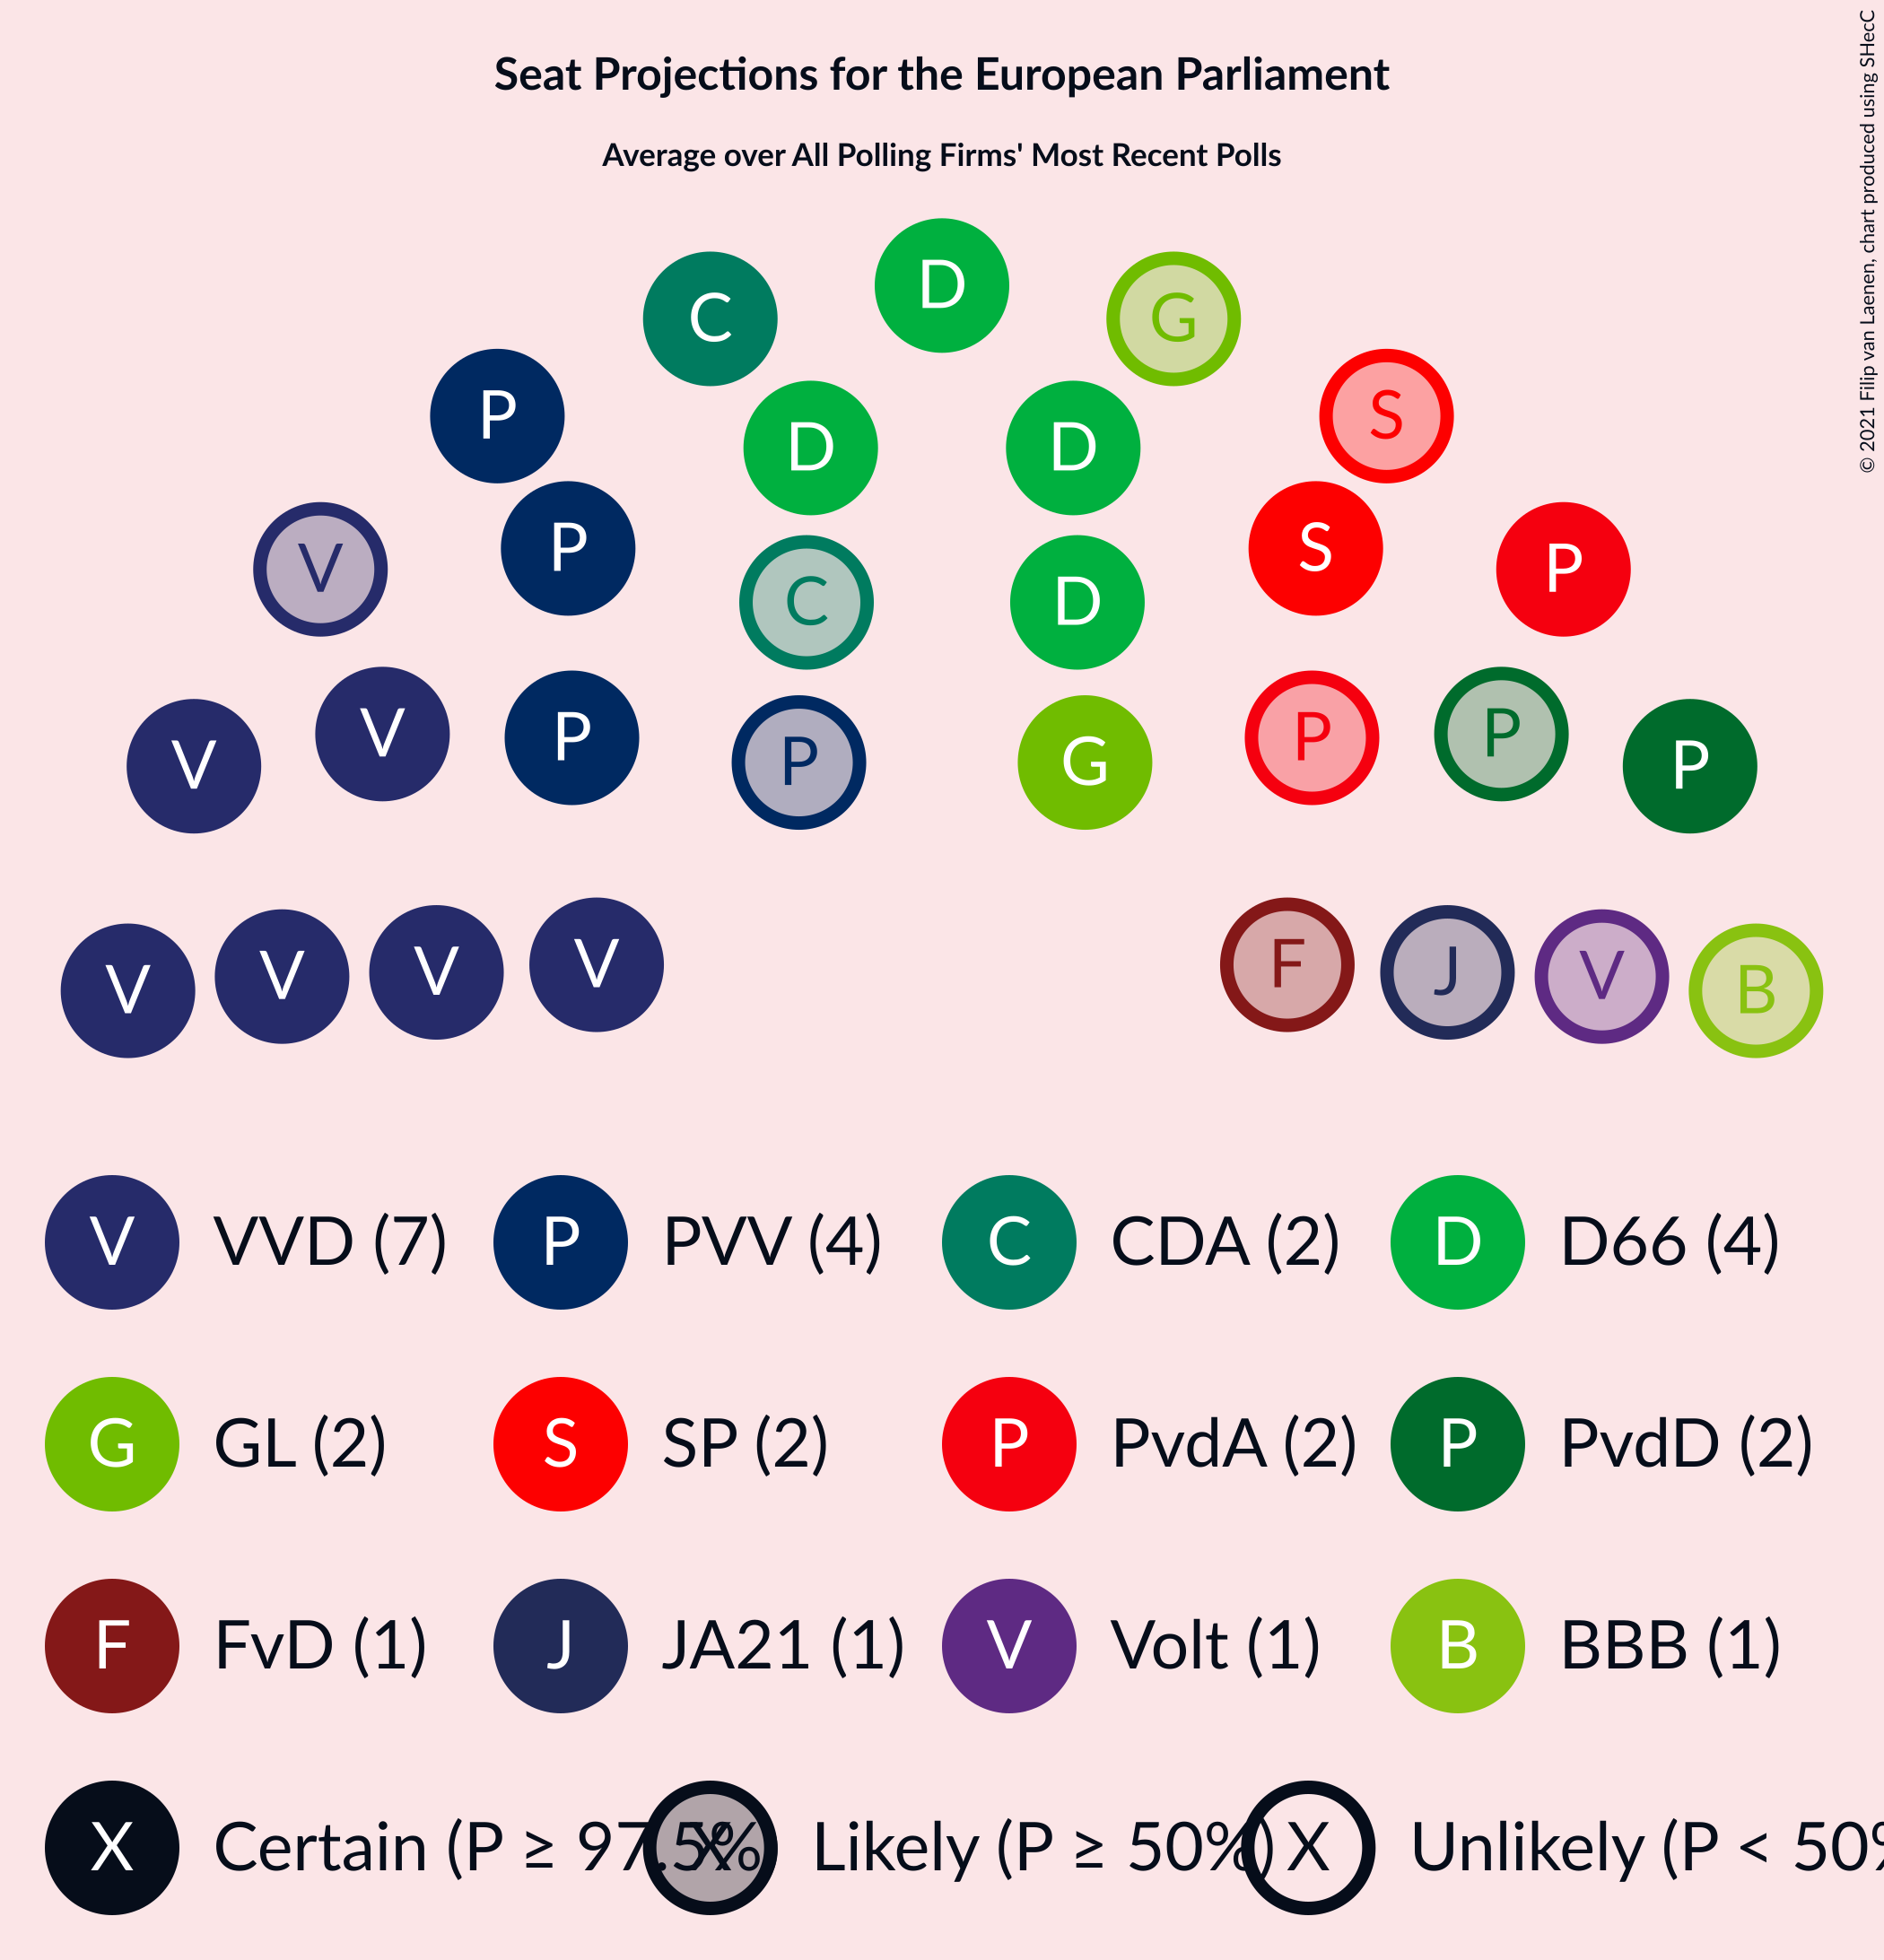 Seat Projections for the European Parliament
Average over All Polling Firms' Most Recent Polls
© 2021 Filip van Laenen, chart produced using SHecC
D
C G
P S
D D
P S
V P
C D
V P P P
P G
V P
V V V V F J V B
V VVD (7) P PVV (4) C CDA (2) D D66 (4)
G GL (2) S SP (2) P PvdA (2) P PvdD (2)
F FvD (1) J JA21 (1) V Volt (1) B BBB (1)
X Certain (P ≥ 97.5% X Likely (P ≥ 50%) X Unlikely (P < 50%